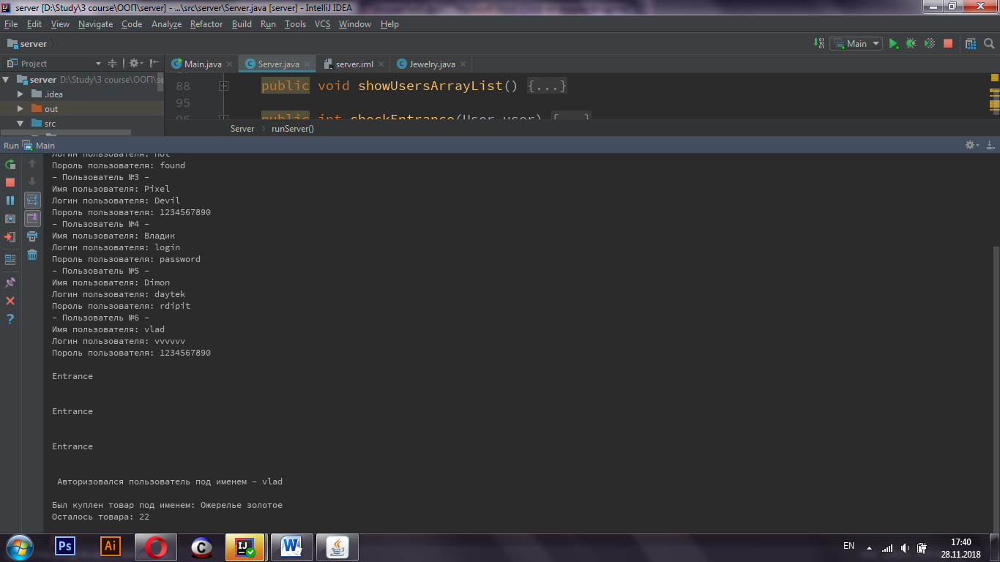 server [D:\Study\3 course\ООП\server] - ...\src\server\Server.java [server] - IntelliJ IDEA
File Edit View Navigate Code Analyze Refactor Build Run Tools VCS Window Help
server Main
Project Main.java Server.java server.iml Jewelry.java
server D:\Study\3 course\ООП\se
.idea
out
src
88 public void showUsersArrayList() {...}
95
96 public int checkEntrance(User user) {...}
Server runServer()
Run Main
Логин пользователя: not
Пороль пользователя: found
– Пользователь №3 –
Имя пользователя: Pixel
Логин пользователя: Devil
Пороль пользователя: 1234567890
– Пользователь №4 –
Имя пользователя: Владик
Логин пользователя: login
Пороль пользователя: password
– Пользователь №5 –
Имя пользователя: Dimon
Логин пользователя: daytek
Пороль пользователя: rdipit
– Пользователь №6 –
Имя пользователя: vlad
Логин пользователя: vvvvvv
Пороль пользователя: 1234567890
Entrance
Entrance
Entrance
Авторизовался пользователь под именем – vlad
Был куплен товар под именем: Ожерелье золотое
Осталось товара: 22
Ps Ai C IJ W EN 17:40
28.11.2018